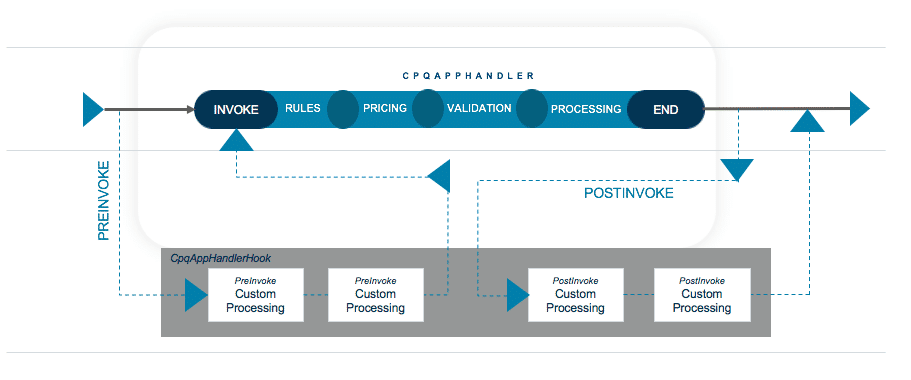 CPQAPPHANDLER
INVOKE RULES PRICING VALIDATION PROCESSING END
PREINVOKE
POSTINVOKE
CpqAppHandlerHook
PreInvoke
Custom
Processing
PreInvoke
Custom
Processing
PostInvoke
Custom
Processing
PostInvoke
Custom
Processing